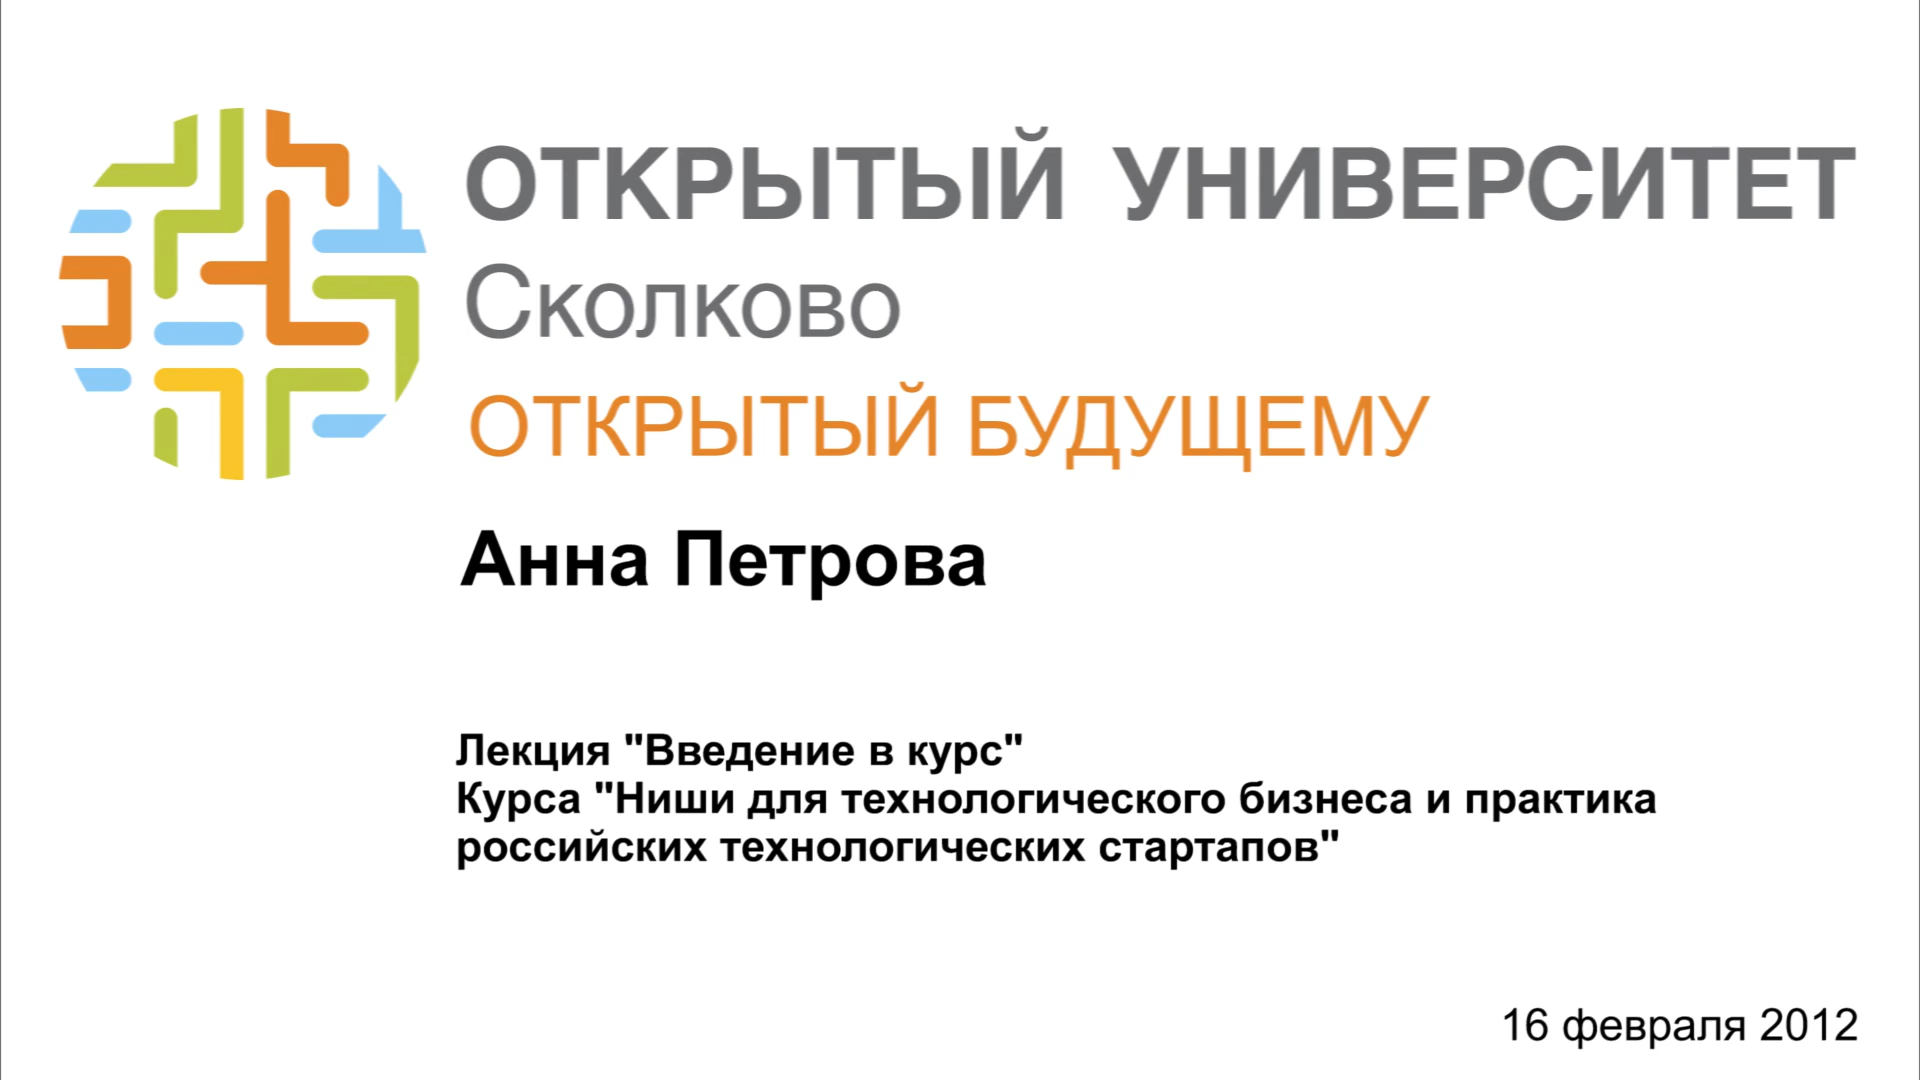 ОТКРЫТЫЙ УНИВЕРСИТЕТ
Сколково
ОТКРЫТЫЙ БУДУЩЕМУ
Анна Петрова
Лекция "Введение в курс"
Курса "Ниши для технологического бизнеса и практика
российских технологических стартапов"
16 февраля 2012